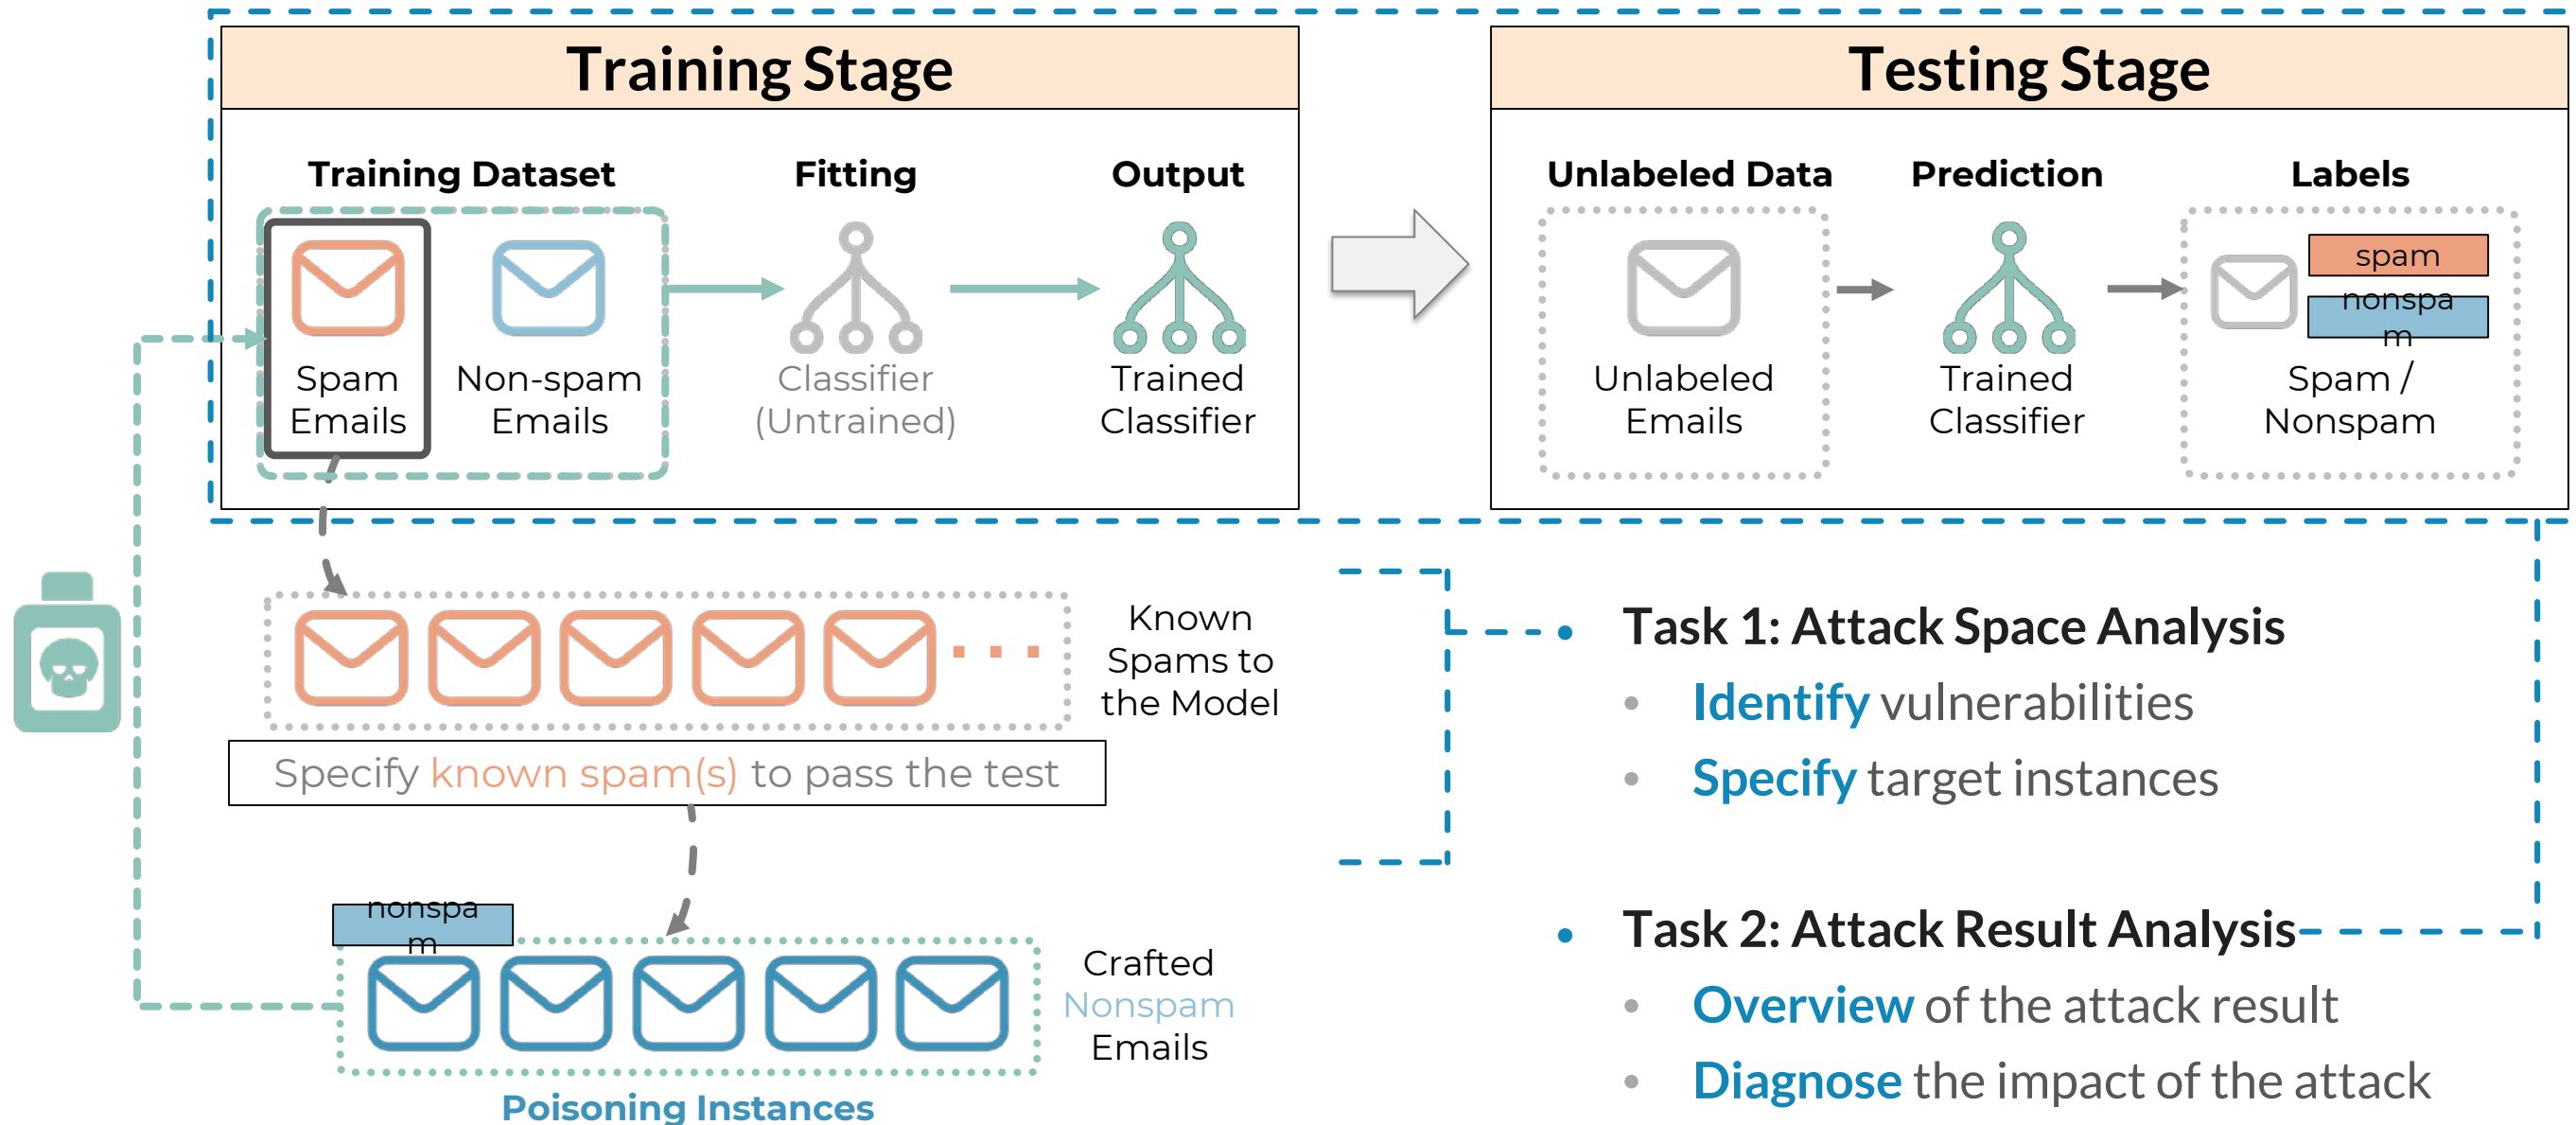 Training Stage
Training Dataset
Fitting
Output
Spam
Emails
Non-spam
Emails
Classifier
(Untrained)
Trained
Classifier
Testing Stage
Unlabeled Data
Prediction
Labels
Unlabeled
Emails
Trained
Classifier
spam
nonspa
m
Spam /
Nonspam
Known
Spams to
the Model
Specify known spam(s) to pass the test
nonspa
m
Crafted
Nonspam
Emails
Poisoning Instances
• Task 1: Attack Space Analysis
• Identify vulnerabilities
• Specify target instances
• Task 2: Attack Result Analysis
• Overview of the attack result
• Diagnose the impact of the attack